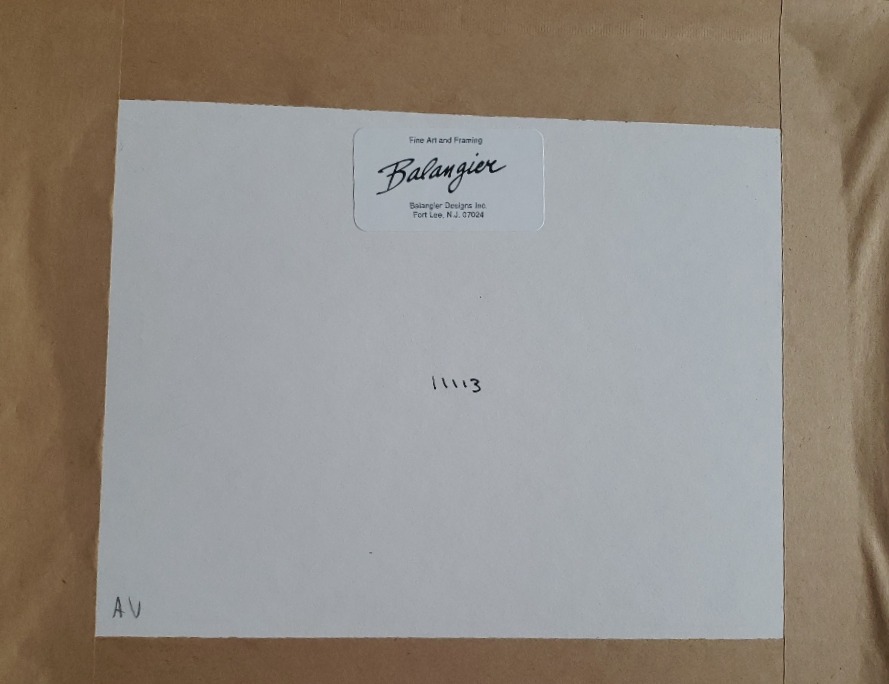 Fine Art and Framing
Balangier
Balangier Designs Inc.
Fort Lee, N.J. 07024
11113
AV